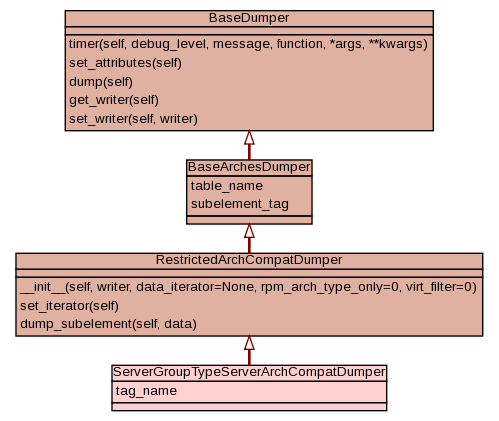 BaseDumper
timer(self, debug_level, message, function, *args, **kwargs)
set_attributes(self)
dump(self)
get_writer(self)
set_writer(self, writer)
BaseArchesDumper
table_name
subelement_tag
RestrictedArchCompatDumper
__init__(self, writer, data_iterator=None, rpm_arch_type_only=0, virt_filter=0)
set_iterator(self)
dump_subelement(self, data)
ServerGroupTypeServerArchCompatDumper
tag_name